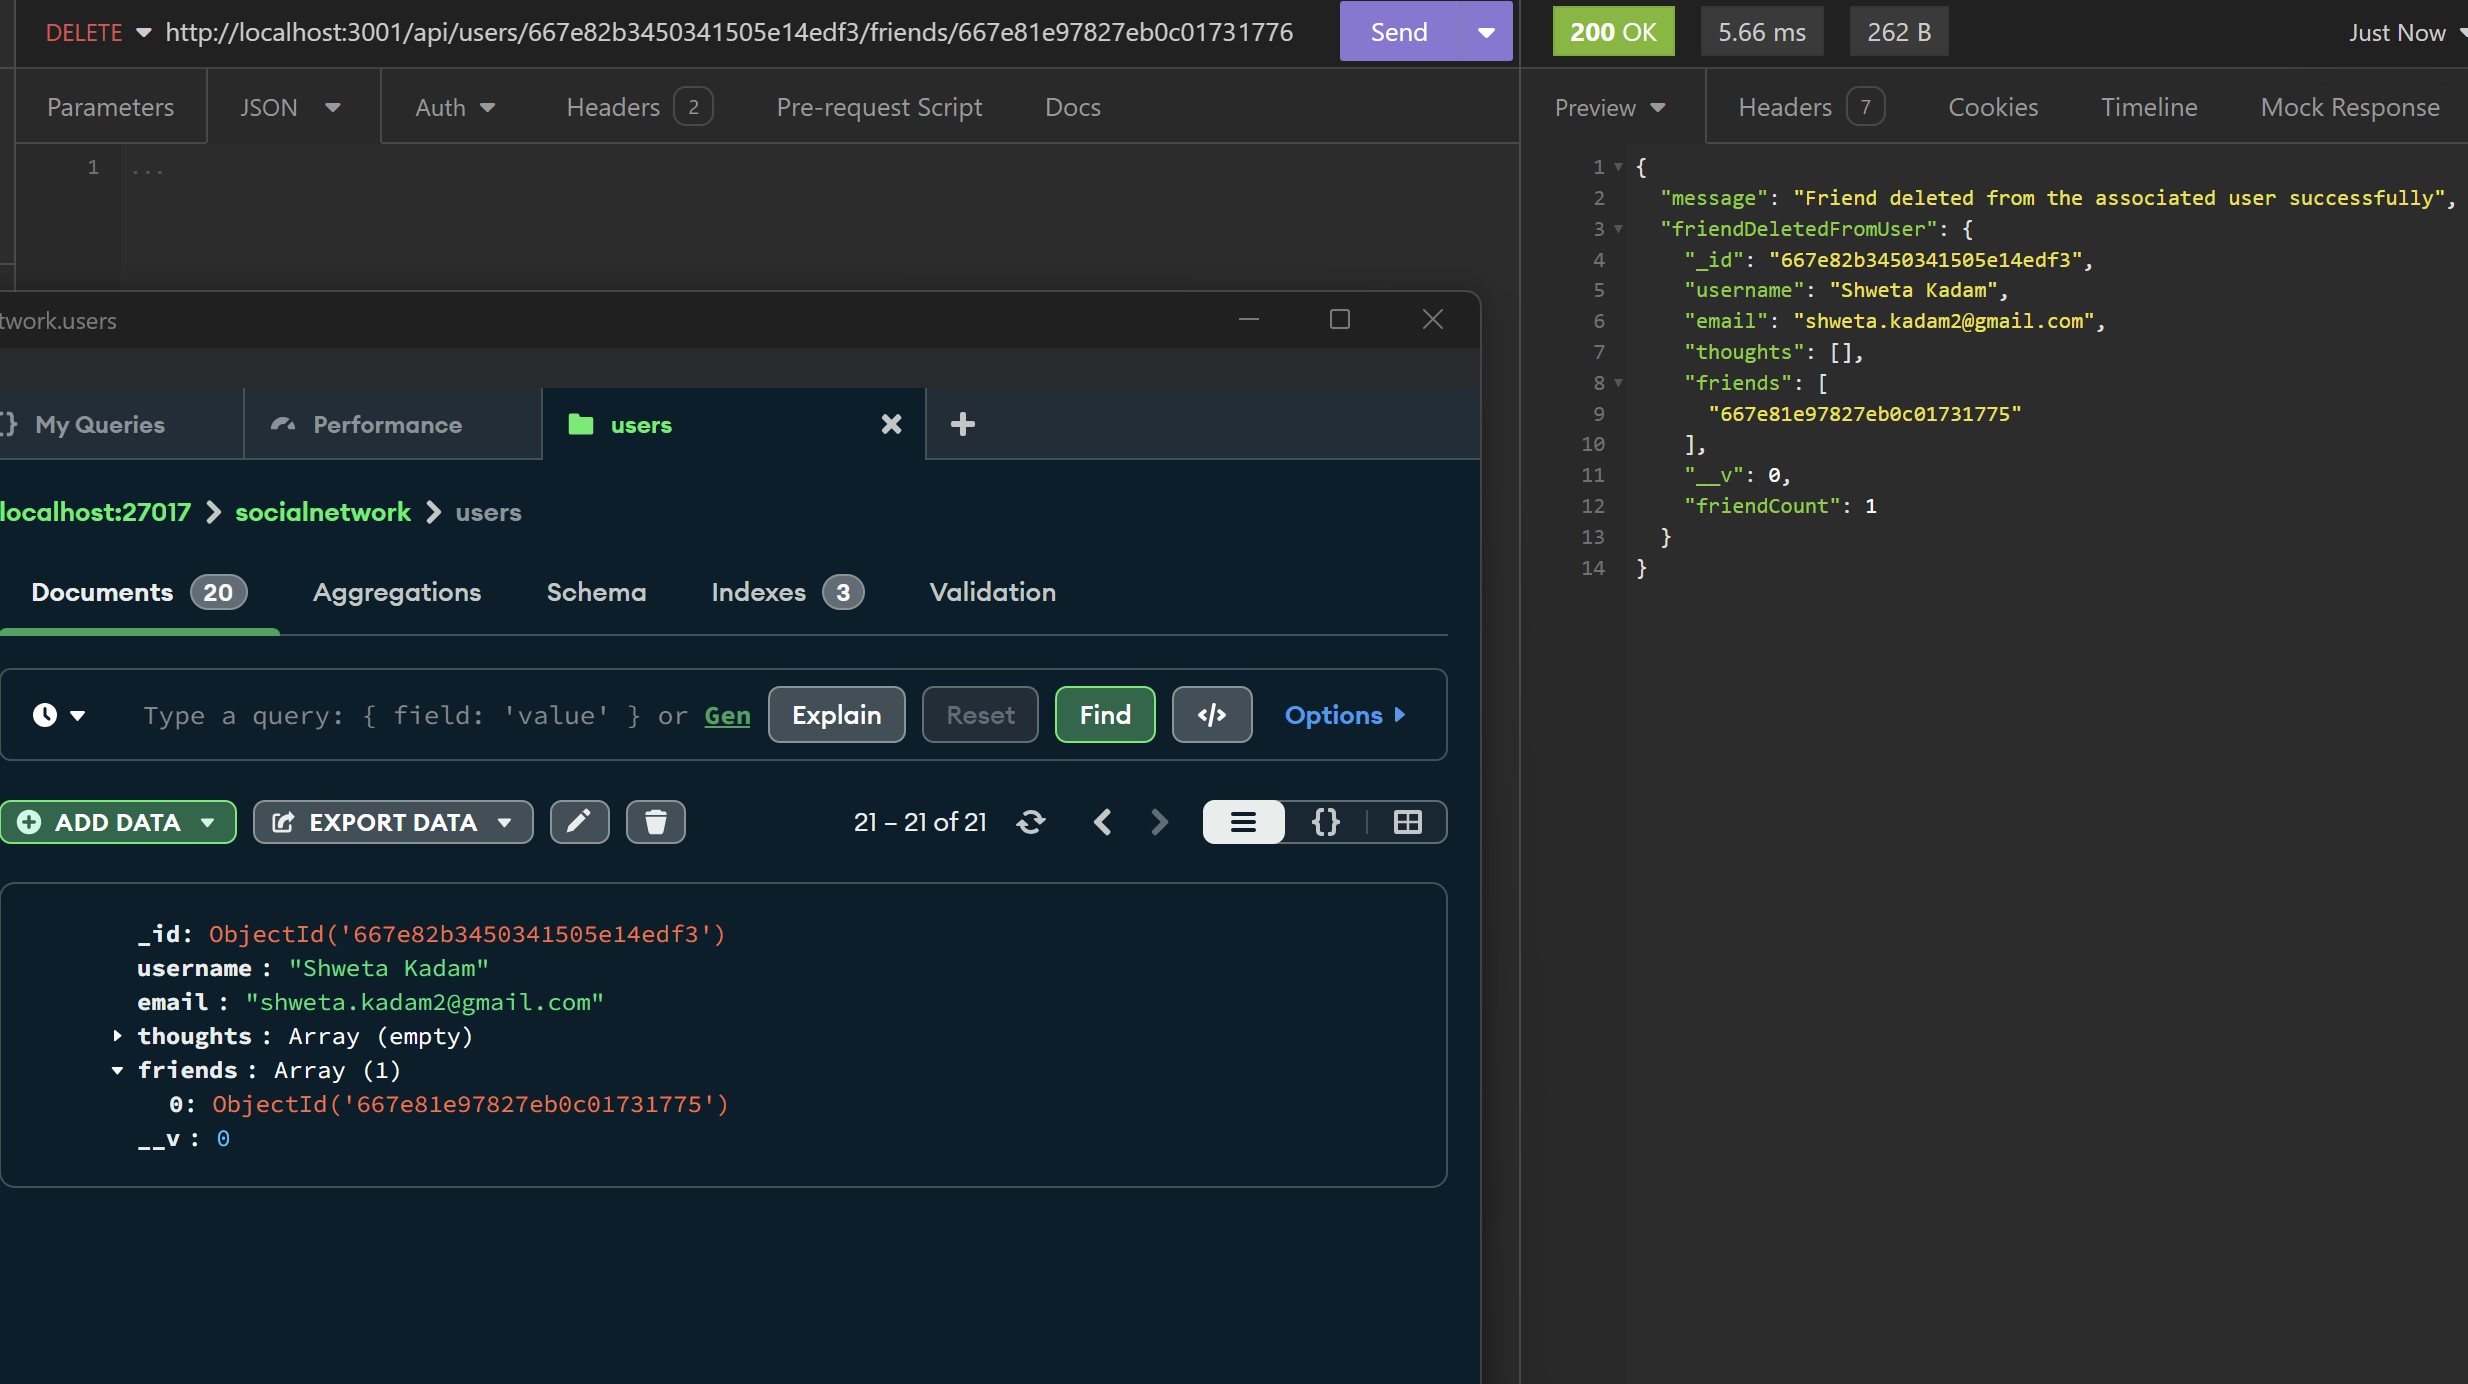 DELETE http://localhost:3001/api/users/667e82b3450341505e14edf3/friends/667e81e97827eb0c01731776 Send
200 OK 5.66 ms 262 B Just Now
Parameters JSON Auth Headers 2 Pre-request Script Docs
Preview Headers 7 Cookies Timeline Mock Response
1 ...
1 {
2 "message": "Friend deleted from the associated user successfully",
3 "friendDeletedFromUser": {
4 "_id": "667e82b3450341505e14edf3",
5 "username": "Shweta Kadam",
6 "email": "shweta.kadam2@gmail.com",
7 "thoughts": [],
8 "friends": [
9 "667e81e97827eb0c01731775"
10 ],
11 "__v": 0,
12 "friendCount": 1
13 }
14 }
twork.users
{} My Queries Performance users
localhost:27017 > socialnetwork > users
Documents 20 Aggregations Schema Indexes 3 Validation
Type a query: { field: 'value' } or Gen Explain Reset Find </> Options
ADD DATA EXPORT DATA 21 – 21 of 21 {}
_id: ObjectId('667e82b3450341505e14edf3')
username : "Shweta Kadam"
email : "shweta.kadam2@gmail.com"
thoughts : Array (empty)
friends : Array (1)
0: ObjectId('667e81e97827eb0c01731775')
__v : 0